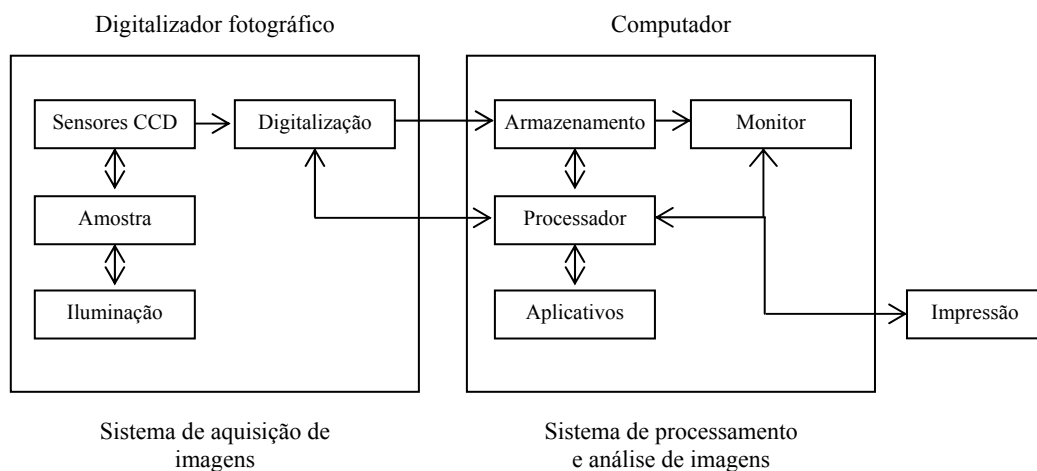 Digitalizador fotográfico
Computador
Sensores CCD
Digitalização
Armazenamento
Monitor
Amostra
Processador
Iluminação
Aplicativos
Impressão
Sistema de aquisição de
imagens
Sistema de processamento
e análise de imagens